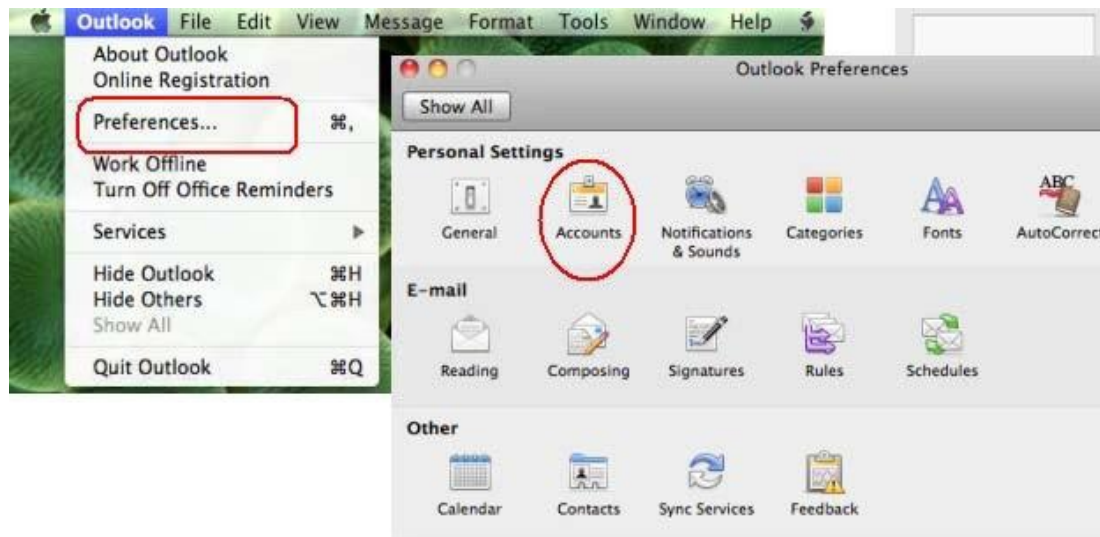 Outlook File Edit View Message Format Tools Window Help
About Outlook
Online Registration
Preferences... ⌘,
Work Offline
Turn Off Office Reminders
Services ▶
Hide Outlook ⌘H
Hide Others ⌥⌘H
Show All
Quit Outlook ⌘Q
Outlook Preferences
Show All
Personal Settings
General Accounts Notifications & Sounds Categories Fonts AutoCorrect
E-mail
Reading Composing Signatures Rules Schedules
Other
Calendar Contacts Sync Services Feedback